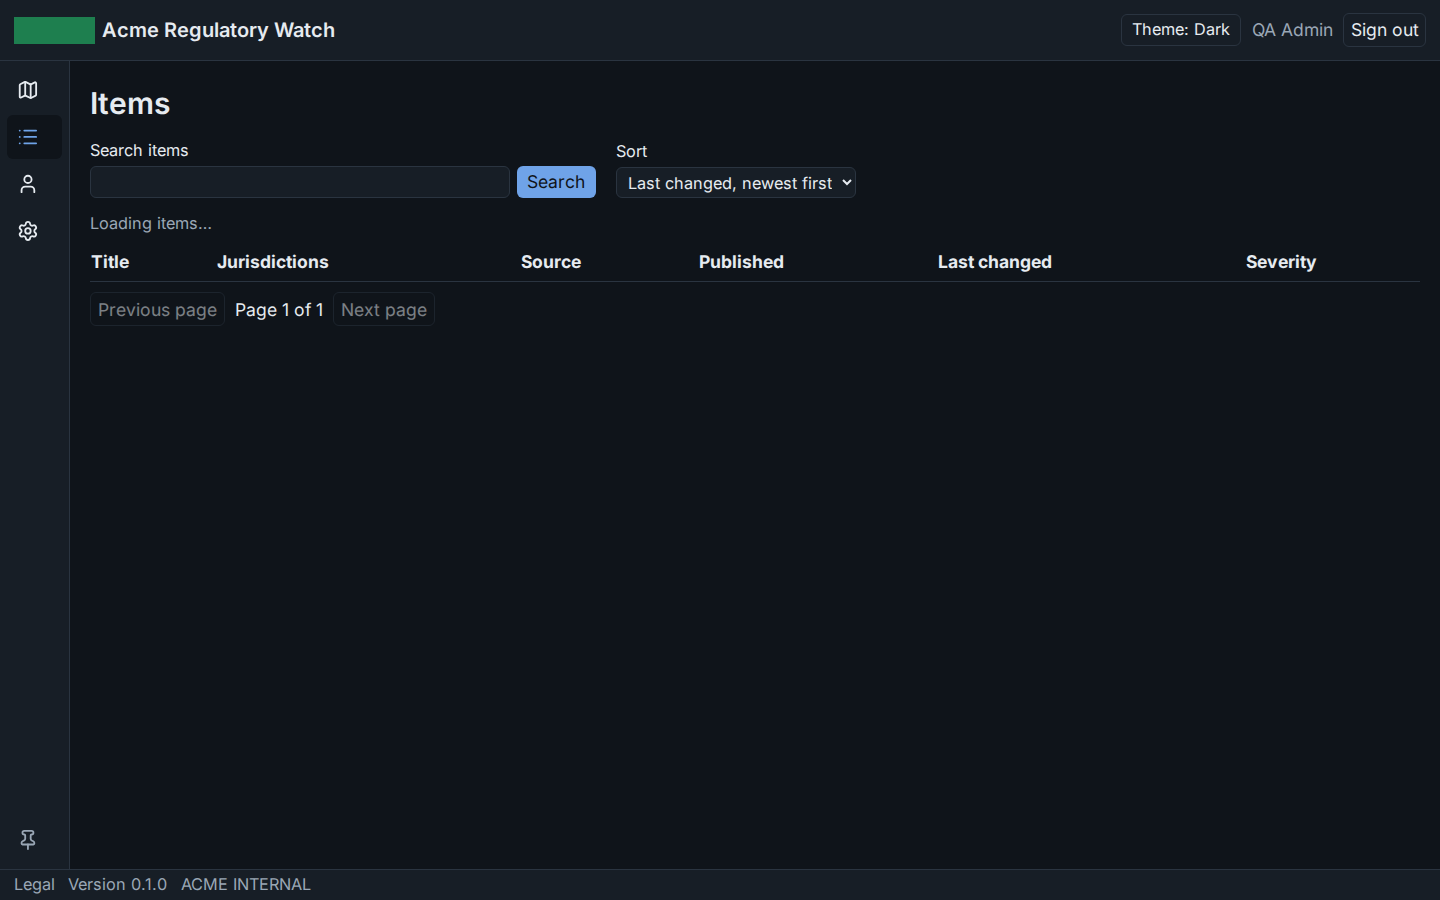 Acme Regulatory Watch
Theme: Dark
QA Admin
Sign out
Items
Search items
Search
Sort
Last changed, newest first
Loading items...
Title Jurisdictions Source Published Last changed Severity
Previous page Page 1 of 1 Next page
Legal Version 0.1.0 ACME INTERNAL